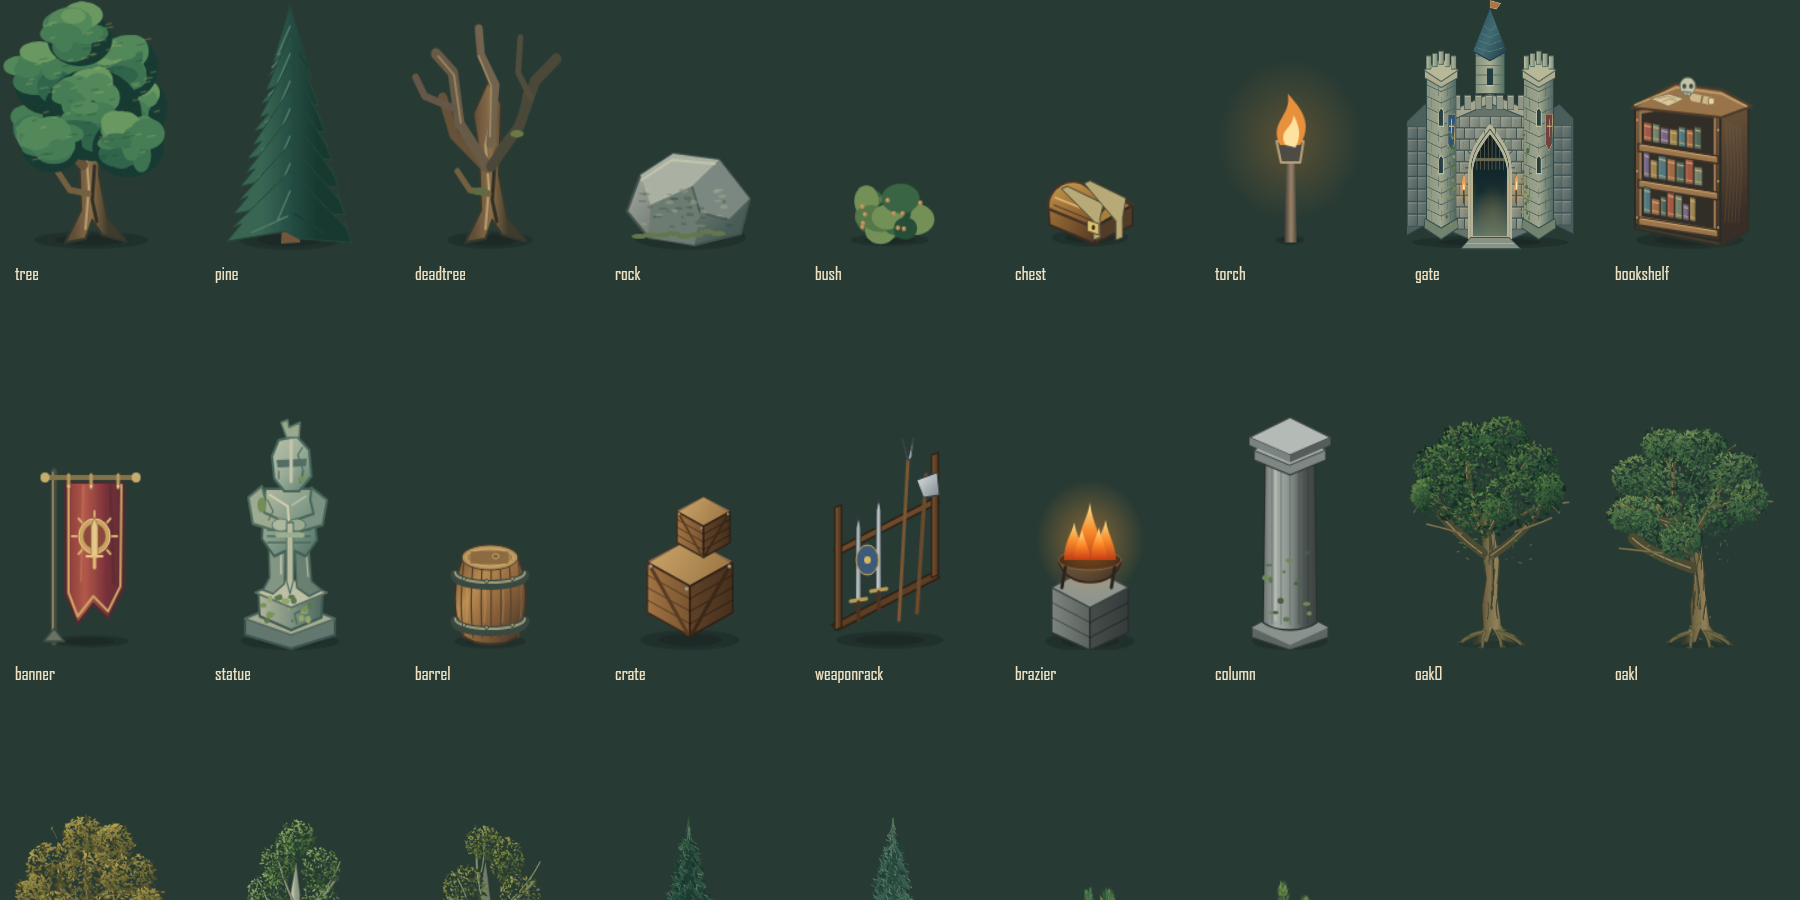 tree
pine
deadtree
rock
bush
chest
torch
gate
bookshelf
banner
statue
barrel
crate
weaponrack
brazier
column
oak0
oak1